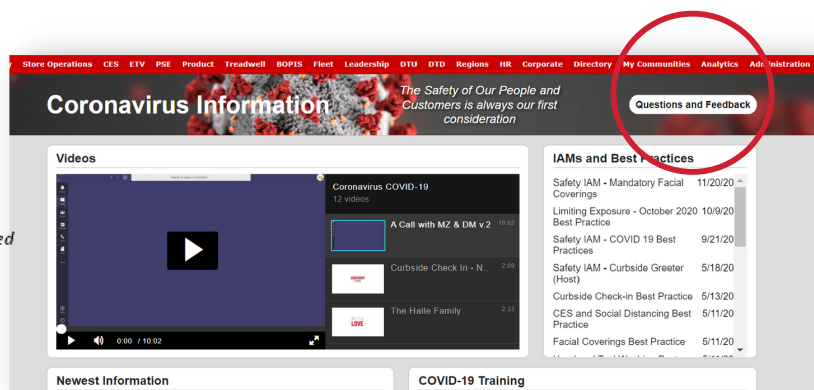 y Store Operations CES ETV PSE Product Treadwell BOPIS Fleet Leadership DTU DTD Regions HR Corporate Directory My Communities Analytics Administration
Coronavirus Information
The Safety of Our People and
Customers is always our first
consideration
Questions and Feedback
Videos
Coronavirus COVID-19
12 videos
A Call with MZ & DM v.2 10:02
Curbside Check In - N... 2:09
The Halle Family 2:33
LOVE
0:00 / 10:02
ed
IAMs and Best Practices
Safety IAM - Mandatory Facial 11/20/20
Coverings
Limiting Exposure - October 2020 10/9/20
Best Practice
Safety IAM - COVID 19 Best 9/21/20
Practices
Safety IAM - Curbside Greeter 5/18/20
(Host)
Curbside Check-in Best Practice 5/13/20
CES and Social Distancing Best 5/11/20
Practice
Facial Coverings Best Practice 5/11/20
Newest Information
COVID-19 Training